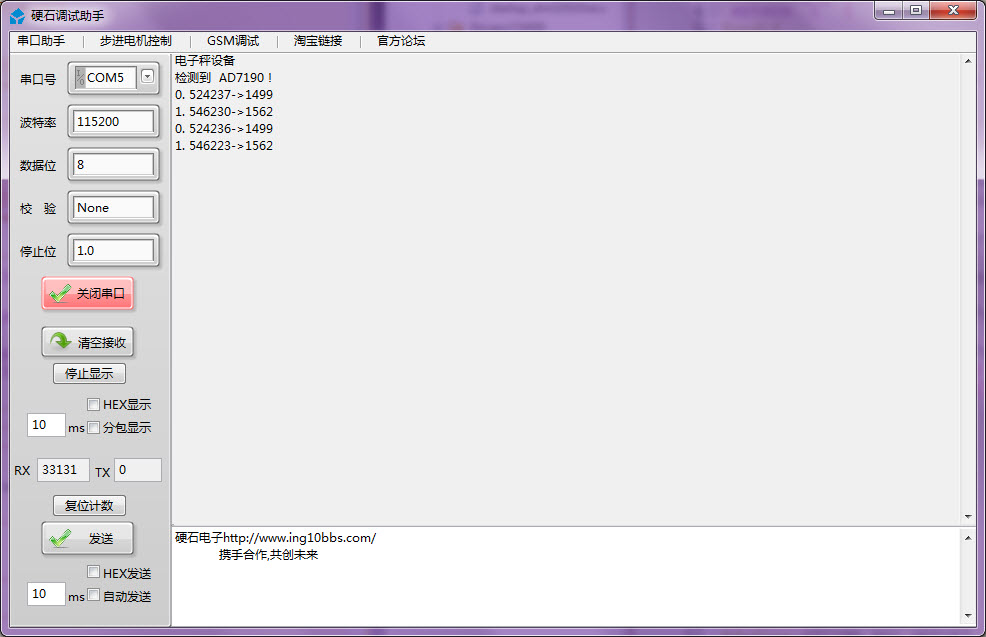 硬石调试助手
串口助手 步进电机控制 GSM调试 淘宝链接 官方论坛
串口号 COM5
波特率 115200
数据位 8
校 验 None
停止位 1.0
关闭串口
清空接收
停止显示
HEX显示
10 ms 分包显示
RX 33131 TX 0
复位计数
发送
HEX发送
10 ms 自动发送
电子秤设备
检测到 AD7190！
0. 524237->1499
1. 546230->1562
0. 524236->1499
1. 546223->1562
硬石电子http://www.ing10bbs.com/
携手合作,共创未来